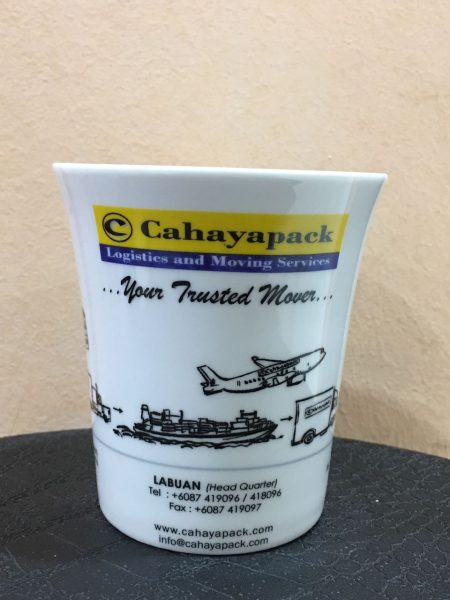 © Cahayapack
Logistics and Moving Services
...Your Trusted Mover...
Cahayapack
LABUAN (Head Quarter)
Tel : +6087 419096 / 418096
Fax : +6087 419097
www.cahayapack.com
info@cahayapack.com